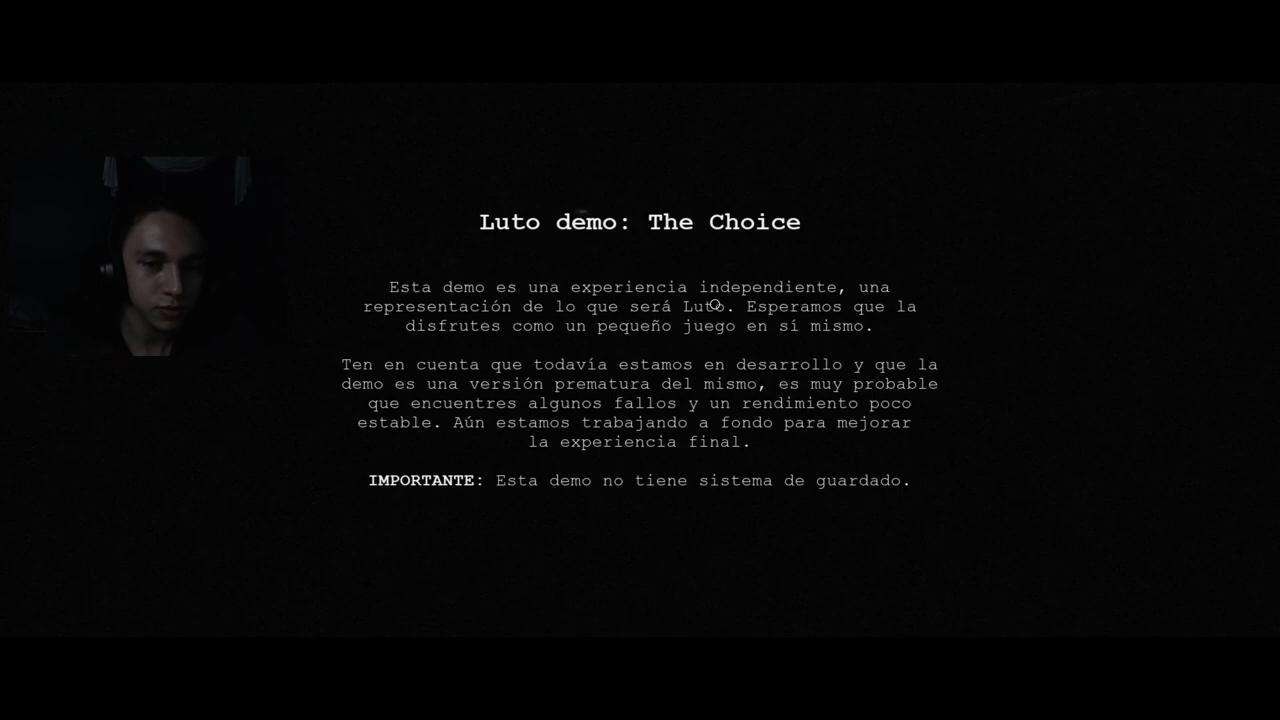 Luto demo: The Choice
Esta demo es una experiencia independiente, una
representación de lo que será Luto. Esperamos que la
disfrutes como un pequeño juego en sí mismo.
Ten en cuenta que todavía estamos en desarrollo y que la
demo es una versión prematura del mismo, es muy probable
que encuentres algunos fallos y un rendimiento poco
estable. Aún estamos trabajando a fondo para mejorar
la experiencia final.
IMPORTANTE: Esta demo no tiene sistema de guardado.